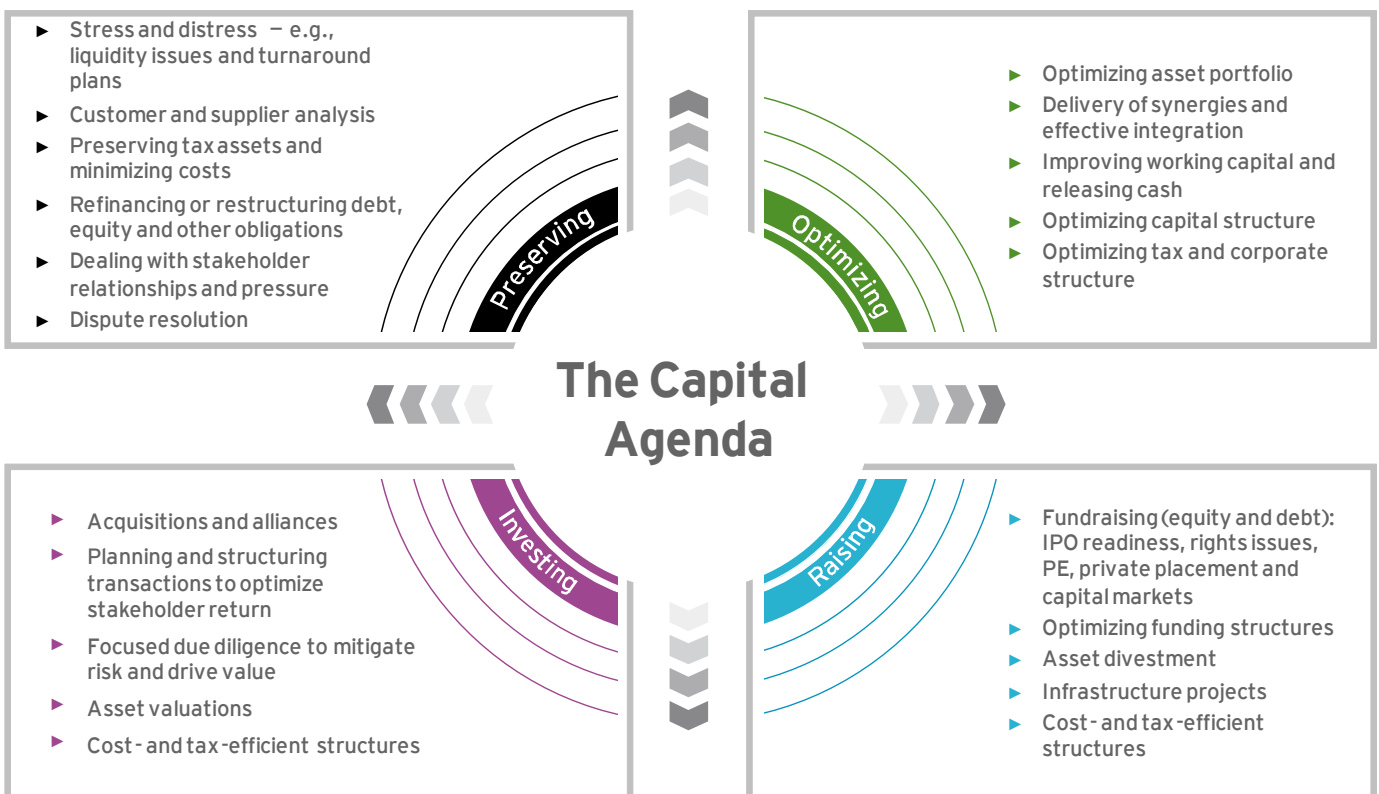 Stress and distress – e.g.,
liquidity issues and turnaround
plans
Customer and supplier analysis
Preserving tax assets and
minimizing costs
Refinancing or restructuring debt,
equity and other obligations
Dealing with stakeholder
relationships and pressure
Dispute resolution
Preserving
Optimizing asset portfolio
Delivery of synergies and
effective integration
Improving working capital and
releasing cash
Optimizing capital structure
Optimizing tax and corporate
structure
Optimizing
The Capital
Agenda
Acquisitions and alliances
Planning and structuring
transactions to optimize
stakeholder return
Focused due diligence to mitigate
risk and drive value
Asset valuations
Cost- and tax-efficient structures
Investing
Raising
Fundraising (equity and debt):
IPO readiness, rights issues,
PE, private placement and
capital markets
Optimizing funding structures
Asset divestment
Infrastructure projects
Cost- and tax-efficient
structures